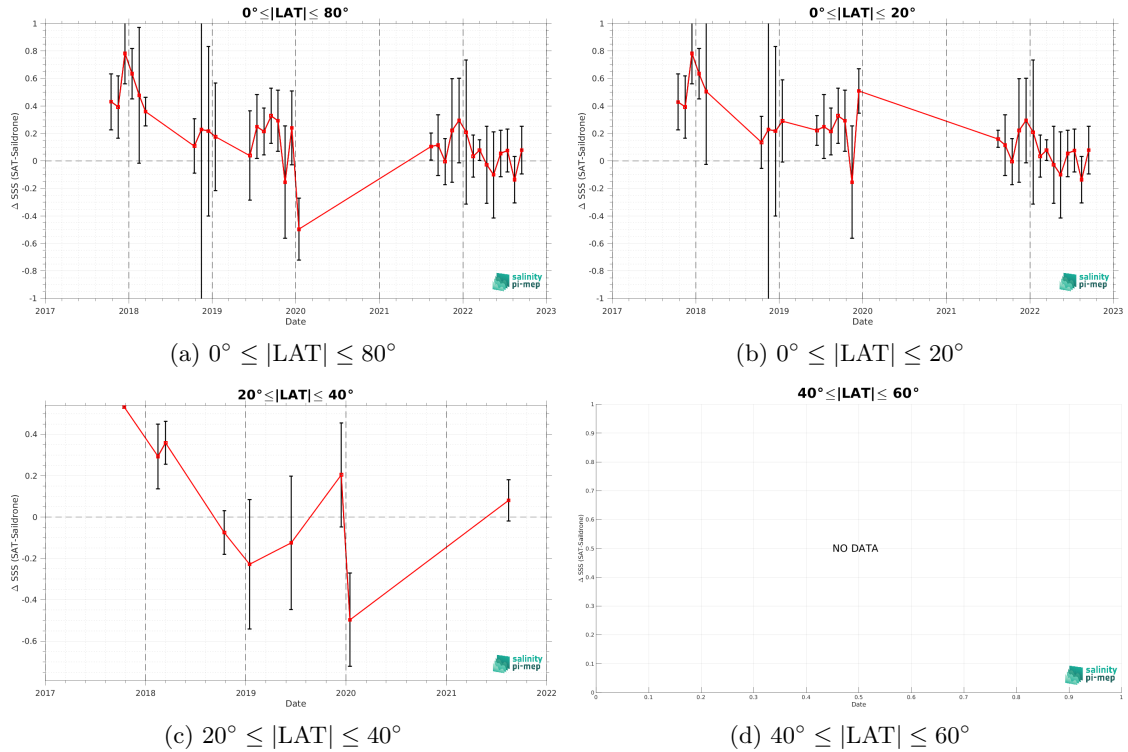 0°≤|LAT|≤ 80°
Δ SSS (SAT-Saildrone)
1
0.8
0.6
0.4
0.2
0
-0.2
-0.4
-0.6
-0.8
-1
2017 2018 2019 2020 2021 2022 2023
Date
salinity
pi-mep
(a) 0° ≤ |LAT| ≤ 80°
0°≤|LAT|≤ 20°
Δ SSS (SAT-Saildrone)
1
0.8
0.6
0.4
0.2
0
-0.2
-0.4
-0.6
-0.8
-1
2017 2018 2019 2020 2021 2022 2023
Date
salinity
pi-mep
(b) 0° ≤ |LAT| ≤ 20°
20°≤|LAT|≤ 40°
Δ SSS (SAT-Saildrone)
0.4
0.2
0
-0.2
-0.4
-0.6
2017 2018 2019 2020 2021 2022
Date
salinity
pi-mep
(c) 20° ≤ |LAT| ≤ 40°
40°≤|LAT|≤ 60°
Δ SSS (SAT-Saildrone)
1
0.9
0.8
0.7
0.6
0.5
0.4
0.3
0.2
0.1
0
NO DATA
0 0.1 0.2 0.3 0.4 0.5 0.6 0.7 0.8 0.9 1
Date
salinity
pi-mep
(d) 40° ≤ |LAT| ≤ 60°